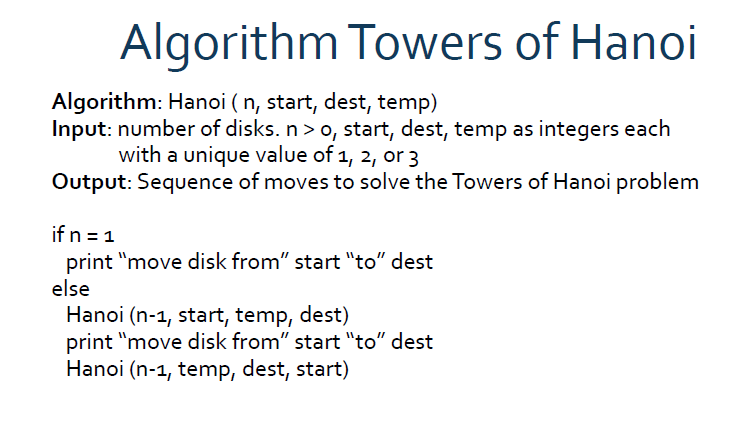 Algorithm Towers of Hanoi
Algorithm: Hanoi ( n, start, dest, temp)
Input: number of disks. n > 0, start, dest, temp as integers each
with a unique value of 1, 2, or 3
Output: Sequence of moves to solve the Towers of Hanoi problem
if n = 1
print “move disk from” start “to” dest
else
Hanoi (n-1, start, temp, dest)
print “move disk from” start “to” dest
Hanoi (n-1, temp, dest, start)